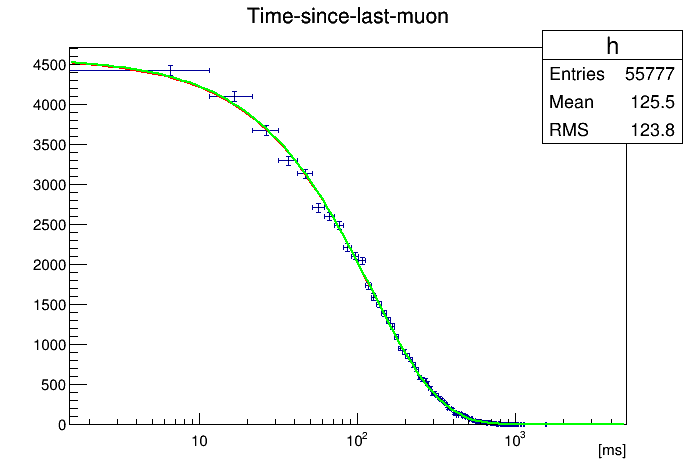 Time-since-last-muon
h
Entries 55777
Mean 125.5
RMS 123.8
4500
4000
3500
3000
2500
2000
1500
1000
500
0
10 10² 10³
[ms]